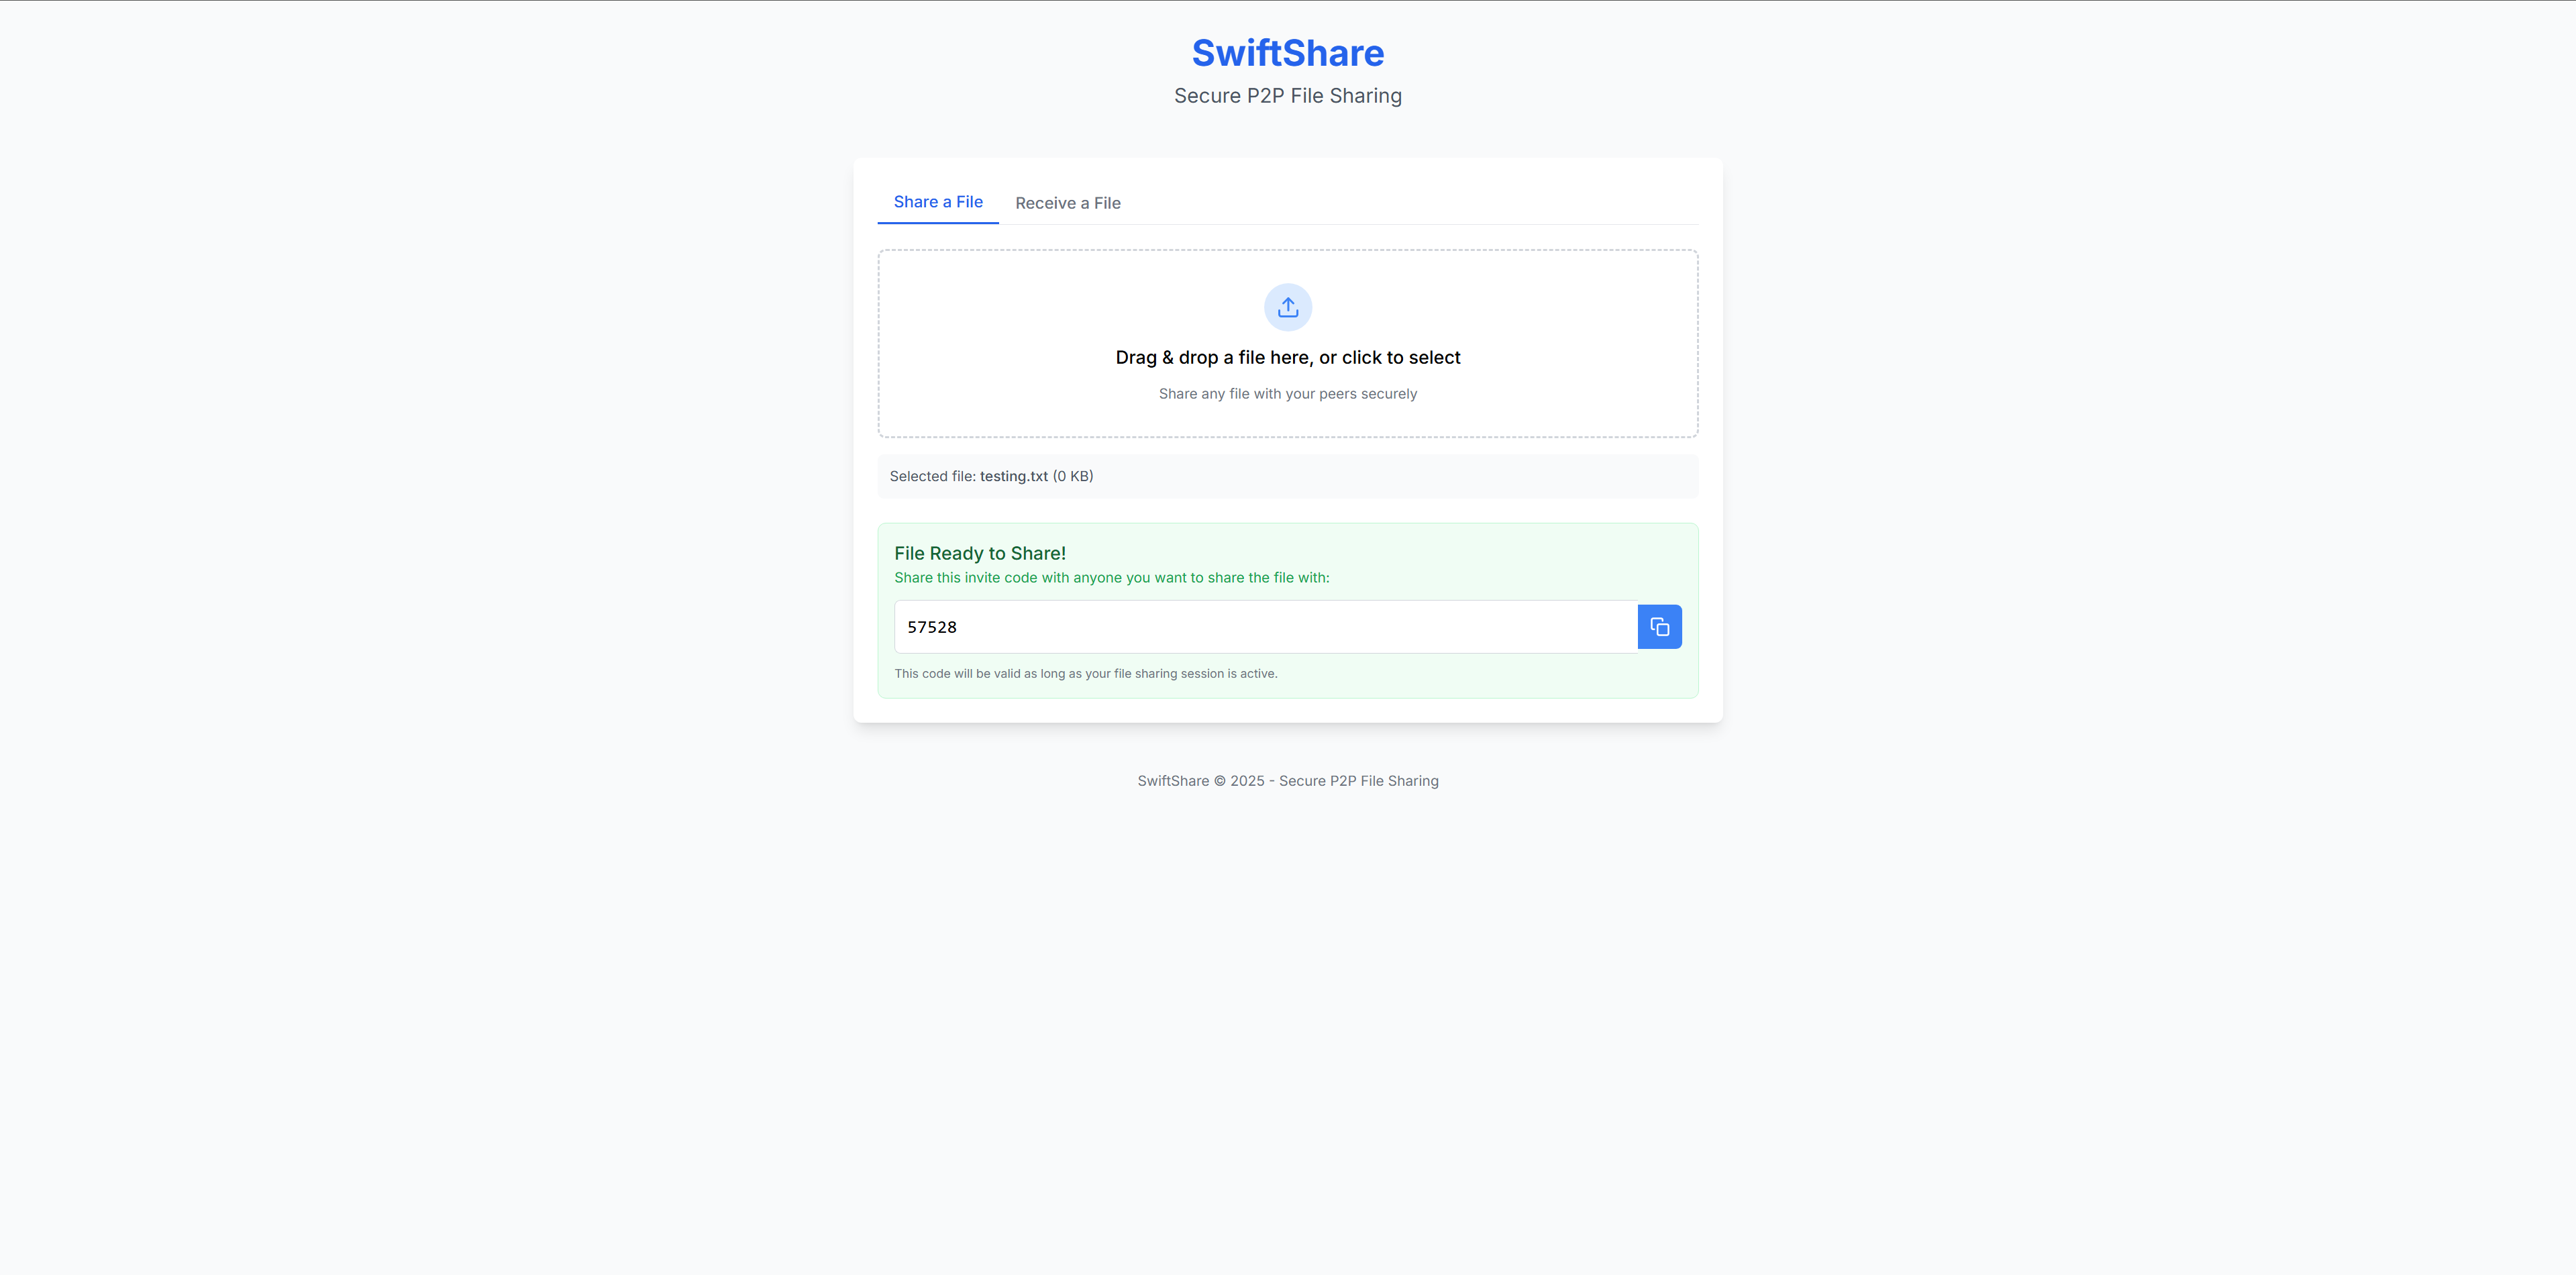 SwiftShare
Secure P2P File Sharing
Share a File
Receive a File
Drag & drop a file here, or click to select
Share any file with your peers securely
Selected file: testing.txt (0 KB)
File Ready to Share!
Share this invite code with anyone you want to share the file with:
57528
This code will be valid as long as your file sharing session is active.
SwiftShare © 2025 - Secure P2P File Sharing